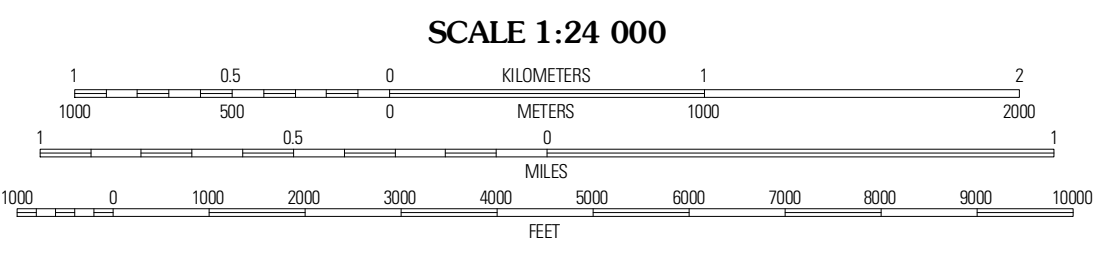 SCALE 1:24 000
1 0.5 0 KILOMETERS 1 2
1000 500 0 METERS 1000 2000
1 0.5 0 1
MILES
1000 0 1000 2000 3000 4000 5000 6000 7000 8000 9000 10000
FEET